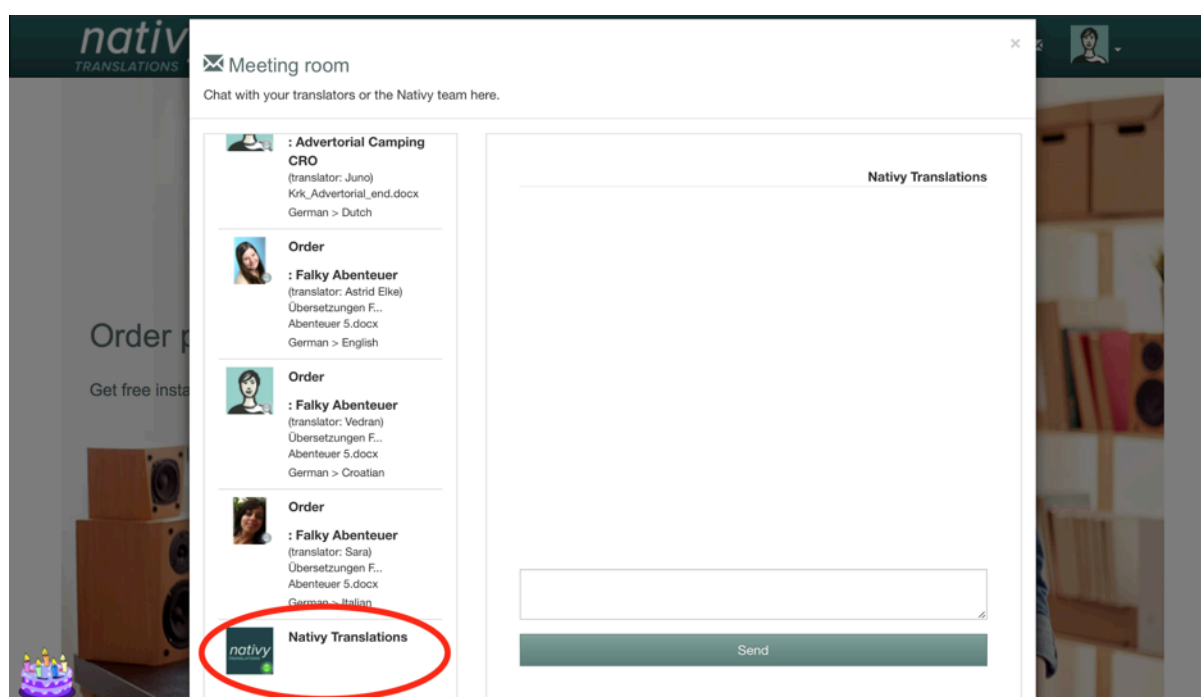 nativ
TRANSLATIONS
Meeting room
×
Chat with your translators or the Nativy team here.
: Advertorial Camping
CRO
(translator: Juno)
Krk_Advertorial_end.docx
German > Dutch
Order
: Falky Abenteuer
(translator: Astrid Elke)
Übersetzungen F...
Abenteuer 5.docx
German > English
Order
: Falky Abenteuer
(translator: Vedran)
Übersetzungen F...
Abenteuer 5.docx
German > Croatian
Order
: Falky Abenteuer
(translator: Sara)
Übersetzungen F...
Abenteuer 5.docx
German > Italian
nativy
Nativy Translations
Nativy Translations
Send
Order p
Get free insta